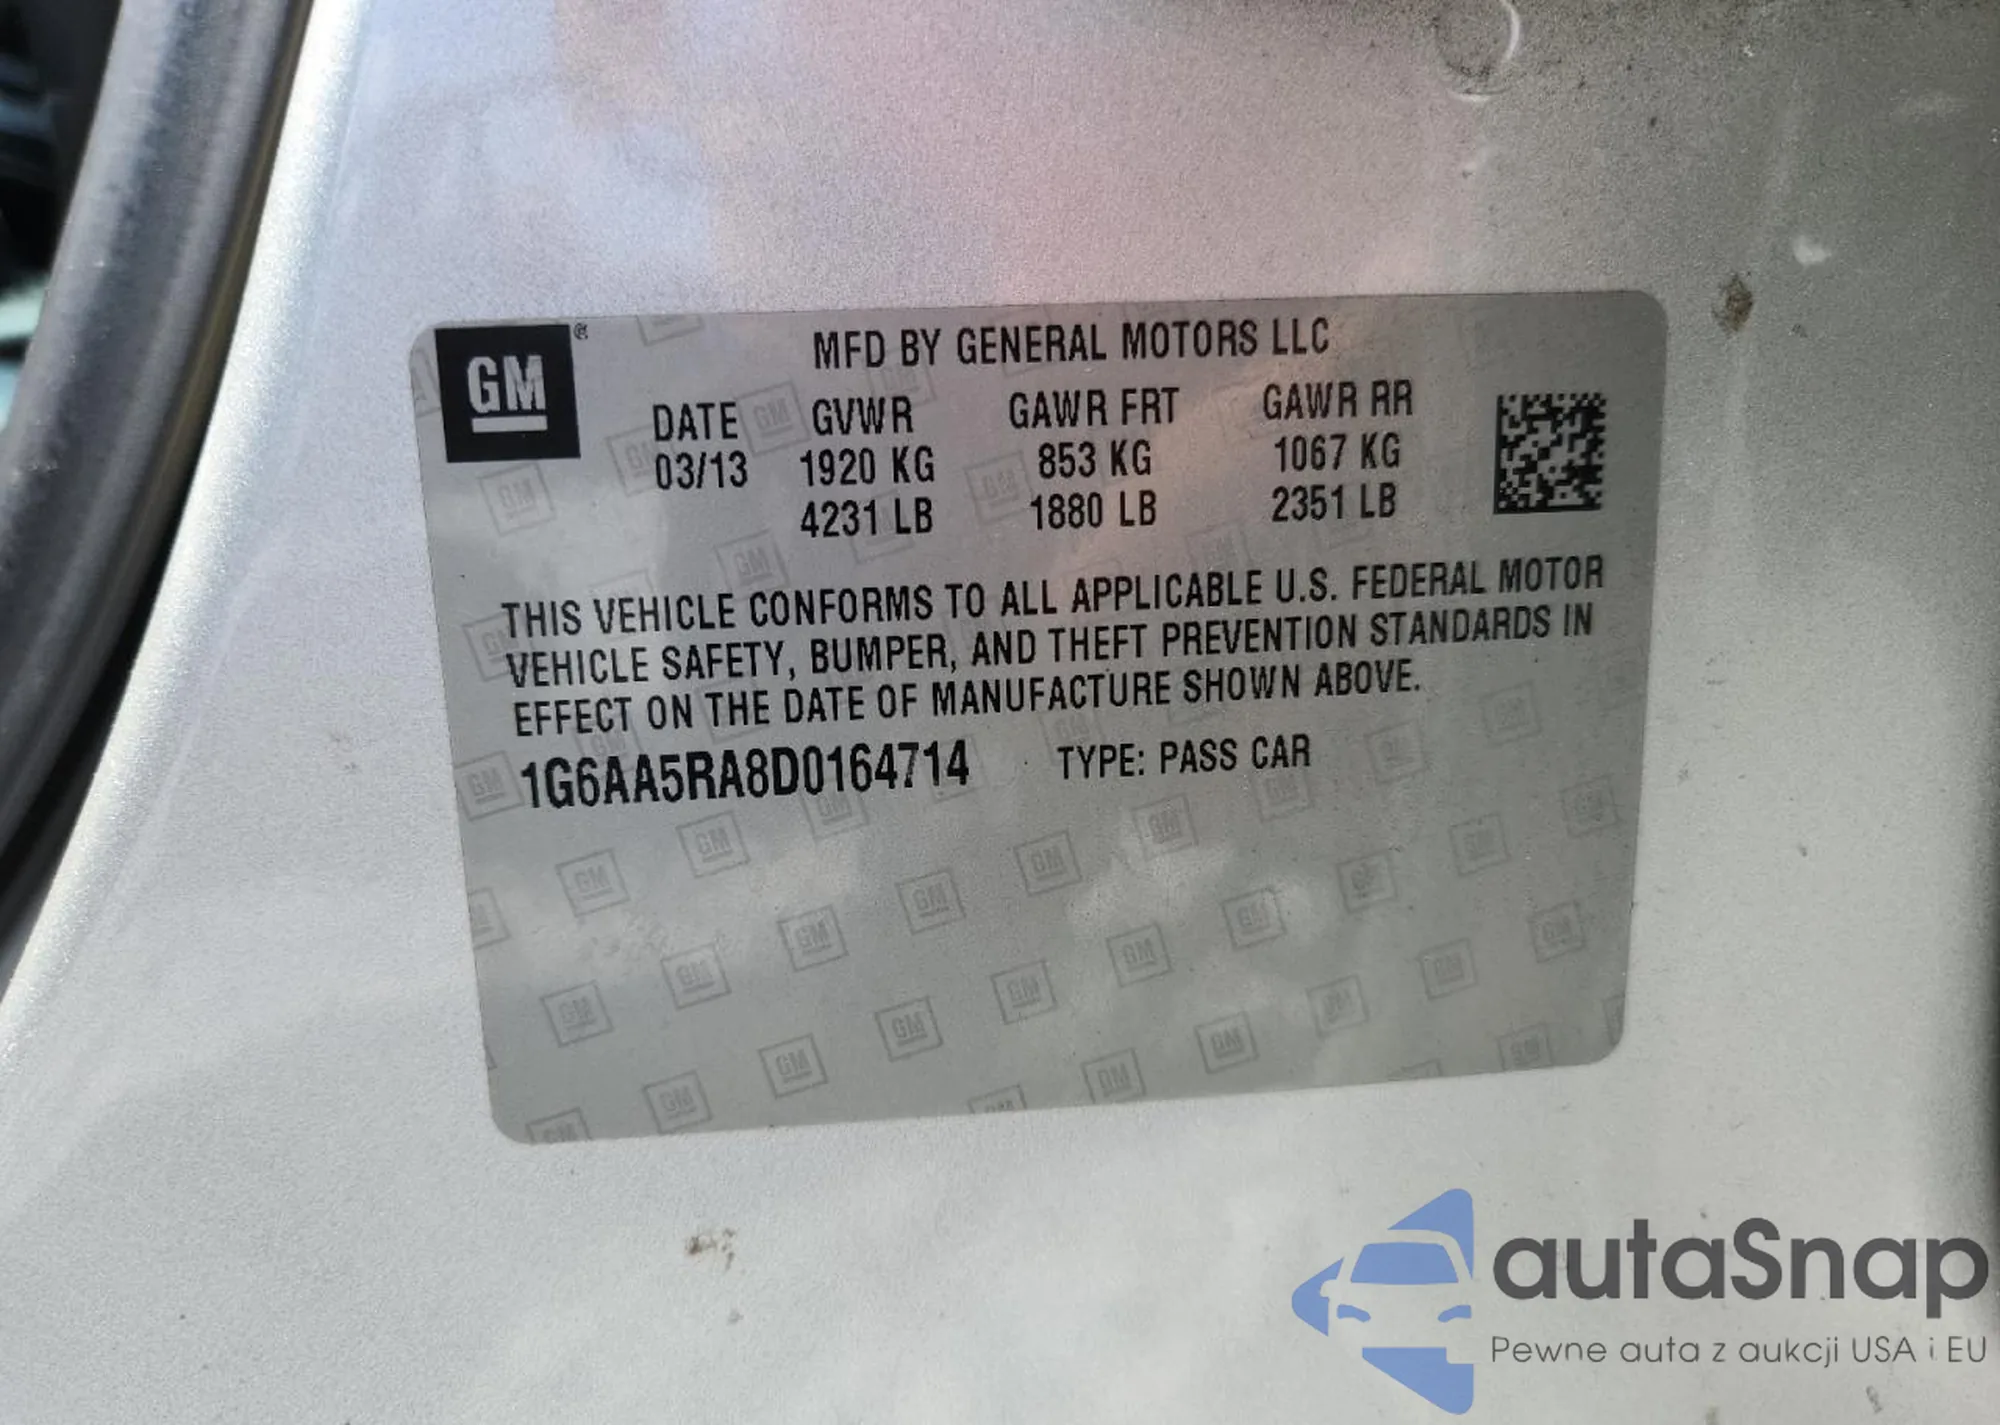 GM®
MFD BY GENERAL MOTORS LLC
DATE GVWR GAWR FRT GAWR RR
03/13 1920 KG 853 KG 1067 KG
4231 LB 1880 LB 2351 LB
THIS VEHICLE CONFORMS TO ALL APPLICABLE U.S. FEDERAL MOTOR
VEHICLE SAFETY, BUMPER, AND THEFT PREVENTION STANDARDS IN
EFFECT ON THE DATE OF MANUFACTURE SHOWN ABOVE.
1G6AA5RA8D0164714 TYPE: PASS CAR
autaSnap
Pewne auta z aukcji USA i EU